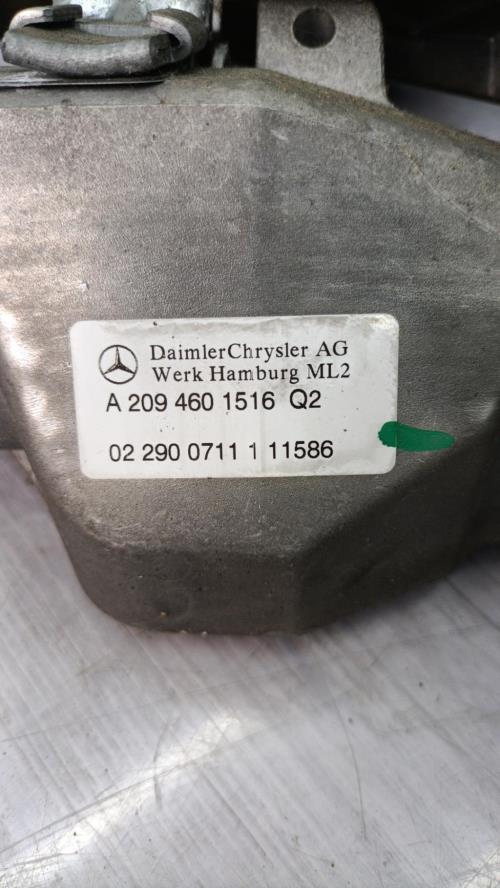 DaimlerChrysler AG
Werk Hamburg ML2
A 209 460 1516 Q2
02 290 0711 1 11586